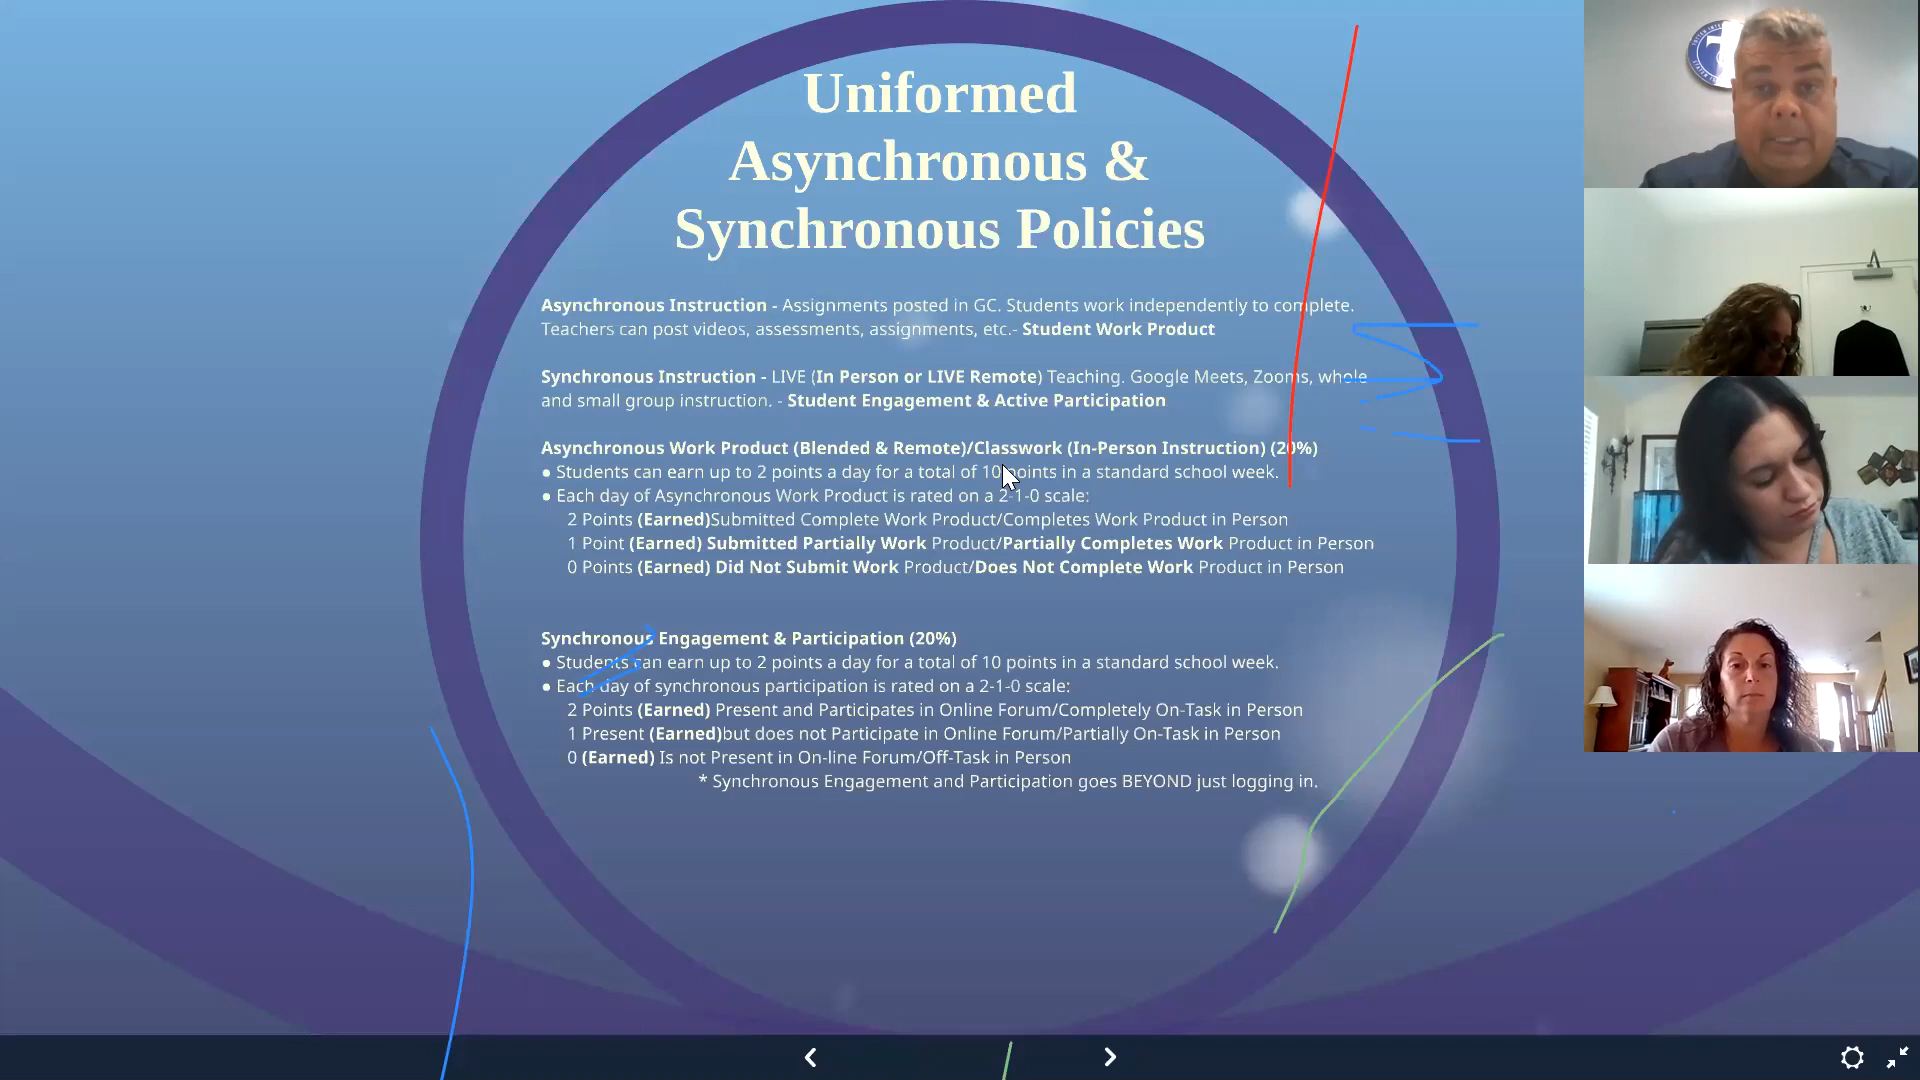 Uniformed
Asynchronous &
Synchronous Policies
Asynchronous Instruction - Assignments posted in GC. Students work independently to complete.
Teachers can post videos, assessments, assignments, etc.- Student Work Product
Synchronous Instruction - LIVE (In Person or LIVE Remote) Teaching. Google Meets, Zooms, whole
and small group instruction. - Student Engagement & Active Participation
Asynchronous Work Product (Blended & Remote)/Classwork (In-Person Instruction) (20%)
● Students can earn up to 2 points a day for a total of 10 points in a standard school week.
● Each day of Asynchronous Work Product is rated on a 2-1-0 scale:
2 Points (Earned)Submitted Complete Work Product/Completes Work Product in Person
1 Point (Earned) Submitted Partially Work Product/Partially Completes Work Product in Person
0 Points (Earned) Did Not Submit Work Product/Does Not Complete Work Product in Person
Synchronous Engagement & Participation (20%)
● Students can earn up to 2 points a day for a total of 10 points in a standard school week.
● Each day of synchronous participation is rated on a 2-1-0 scale:
2 Points (Earned) Present and Participates in Online Forum/Completely On-Task in Person
1 Present (Earned)but does not Participate in Online Forum/Partially On-Task in Person
0 (Earned) Is not Present in On-line Forum/Off-Task in Person
* Synchronous Engagement and Participation goes BEYOND just logging in.